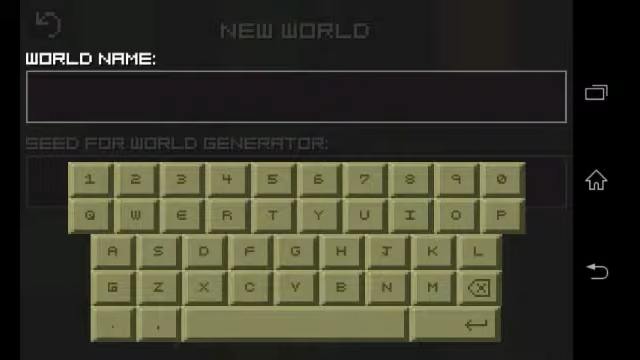 NEW WORLD
WORLD NAME:
SEED FOR WORLD GENERATOR:
1 2 3 4 5 6 7 8 9 0
Q W E R T Y U I O P
A S D F G H J K L
Z X C V B N M
. ,